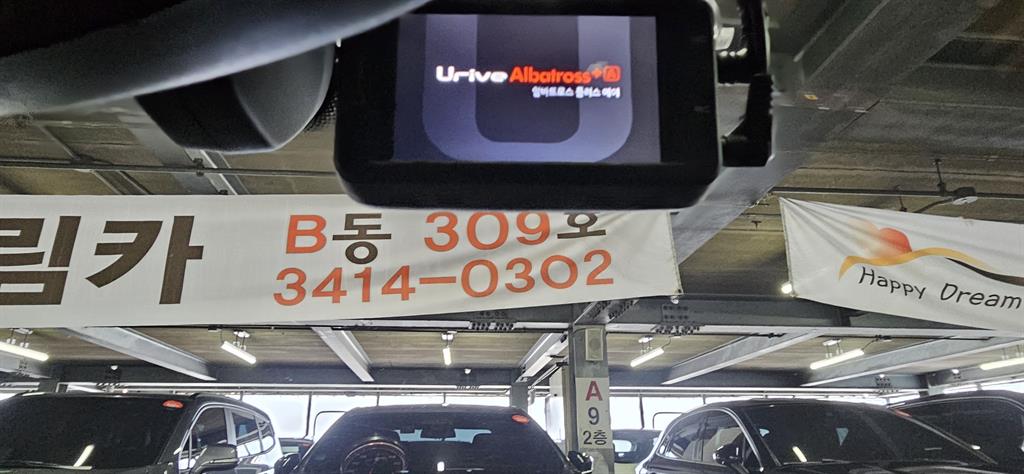 Urive Albatross+A
알바트로스 플러스 에이
림카
B동 309호
3414-0302
Happy Dream
A
9
2층